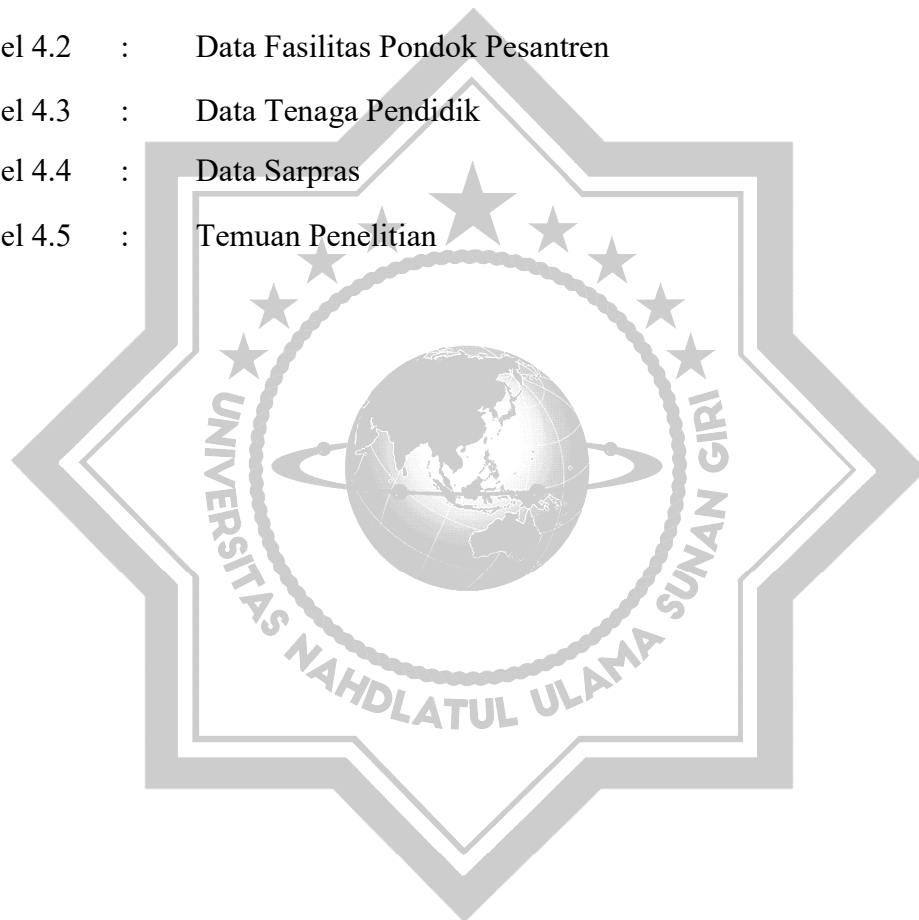 el 4.2 : Data Fasilitas Pondok Pesantren
el 4.3 : Data Tenaga Pendidik
el 4.4 : Data Sarpras
el 4.5 : Temuan Penelitian
UNIVERSITAS NAHDLATUL ULAMA SUNAN GIRI